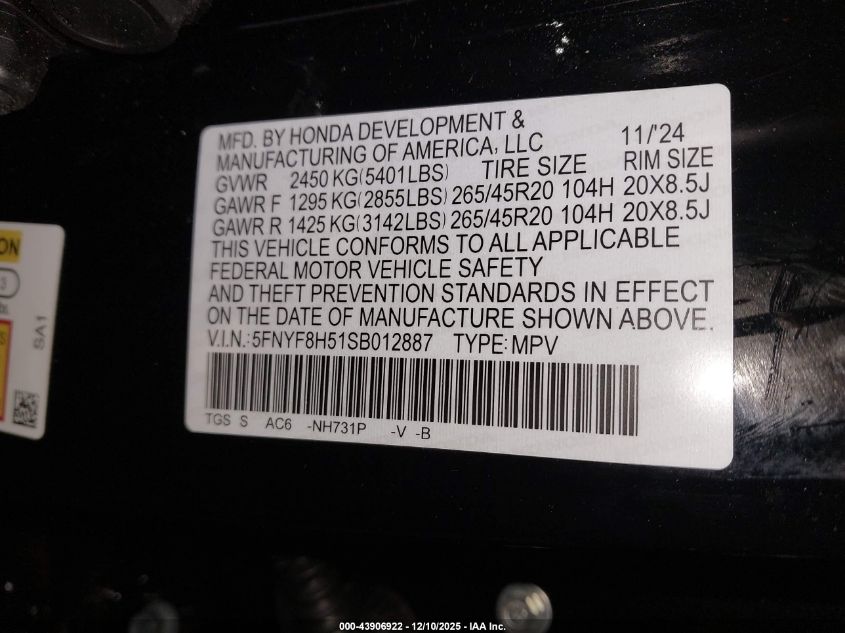 MFD. BY HONDA DEVELOPMENT &
MANUFACTURING OF AMERICA, LLC 11/'24
GVWR 2450 KG(5401LBS) TIRE SIZE RIM SIZE
GAWR F 1295 KG(2855LBS) 265/45R20 104H 20X8.5J
GAWR R 1425 KG(3142LBS) 265/45R20 104H 20X8.5J
THIS VEHICLE CONFORMS TO ALL APPLICABLE
FEDERAL MOTOR VEHICLE SAFETY
AND THEFT PREVENTION STANDARDS IN EFFECT
ON THE DATE OF MANUFACTURE SHOWN ABOVE.
V.I.N.: 5FNYF8H51SB012887 TYPE: MPV
TGS S AC6 -NH731P -V -B
ON
3
SA1
000-43906922 - 12/10/2025 - IAA Inc.